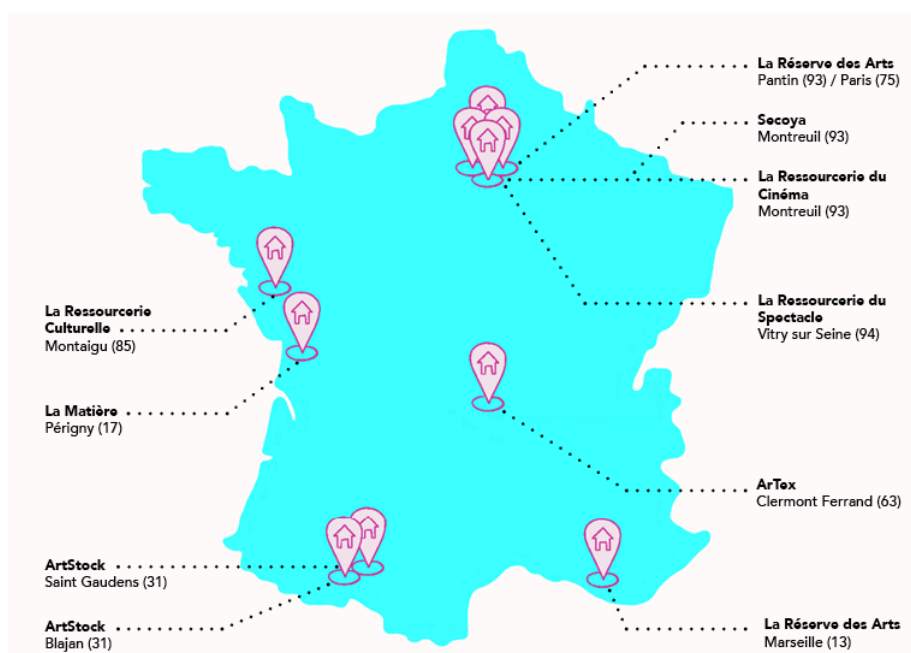 La Réserve des Arts
Pantin (93) / Paris (75)
Secoya
Montreuil (93)
La Ressourcerie du
Cinéma
Montreuil (93)
La Ressourcerie du
Spectacle
Vitry sur Seine (94)
La Ressourcerie
Culturelle
Montaigu (85)
La Matière
Périgny (17)
ArTex
Clermont Ferrand (63)
ArtStock
Saint Gaudens (31)
ArtStock
Blajan (31)
La Réserve des Arts
Marseille (13)